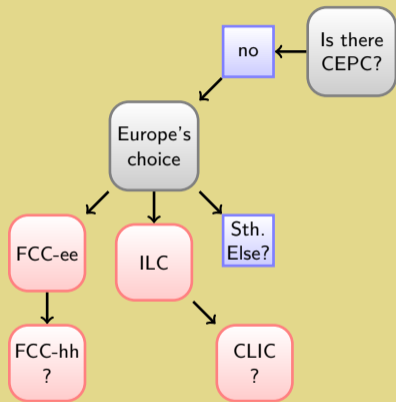 Is there
CEPC?
no
Europe's
choice
FCC-ee
ILC
Sth.
Else?
FCC-hh
?
CLIC
?